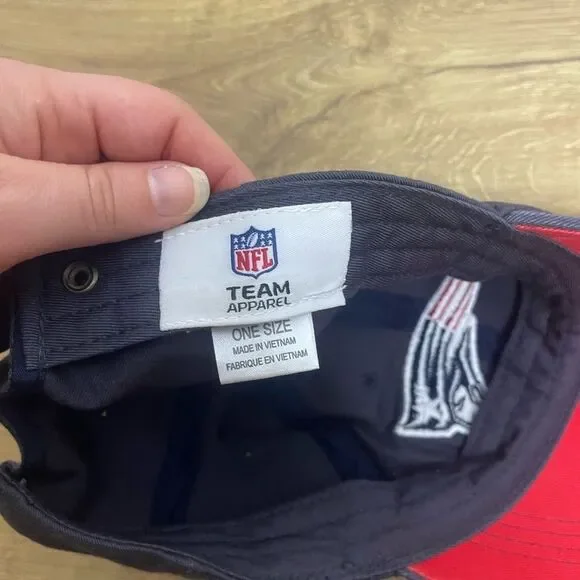 NFL
TEAM
APPAREL
ONE SIZE
MADE IN VIETNAM
FABRIQUE EN VIETNAM